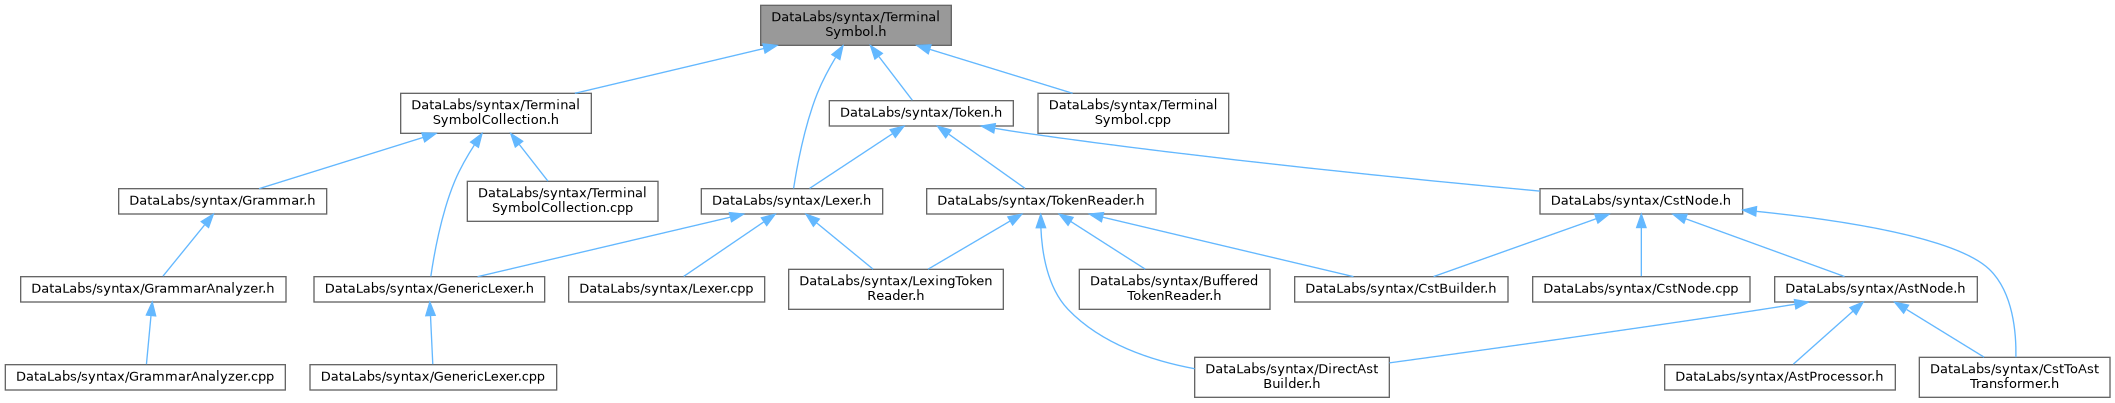 DataLabs/syntax/Terminal
Symbol.h
DataLabs/syntax/Terminal
SymbolCollection.h
DataLabs/syntax/Token.h
DataLabs/syntax/Terminal
Symbol.cpp
DataLabs/syntax/Grammar.h
DataLabs/syntax/Terminal
SymbolCollection.cpp
DataLabs/syntax/Lexer.h
DataLabs/syntax/TokenReader.h
DataLabs/syntax/CstNode.h
DataLabs/syntax/GrammarAnalyzer.h
DataLabs/syntax/GenericLexer.h
DataLabs/syntax/Lexer.cpp
DataLabs/syntax/LexingToken
Reader.h
DataLabs/syntax/Buffered
TokenReader.h
DataLabs/syntax/CstBuilder.h
DataLabs/syntax/CstNode.cpp
DataLabs/syntax/AstNode.h
DataLabs/syntax/GrammarAnalyzer.cpp
DataLabs/syntax/GenericLexer.cpp
DataLabs/syntax/DirectAst
Builder.h
DataLabs/syntax/AstProcessor.h
DataLabs/syntax/CstToAst
Transformer.h